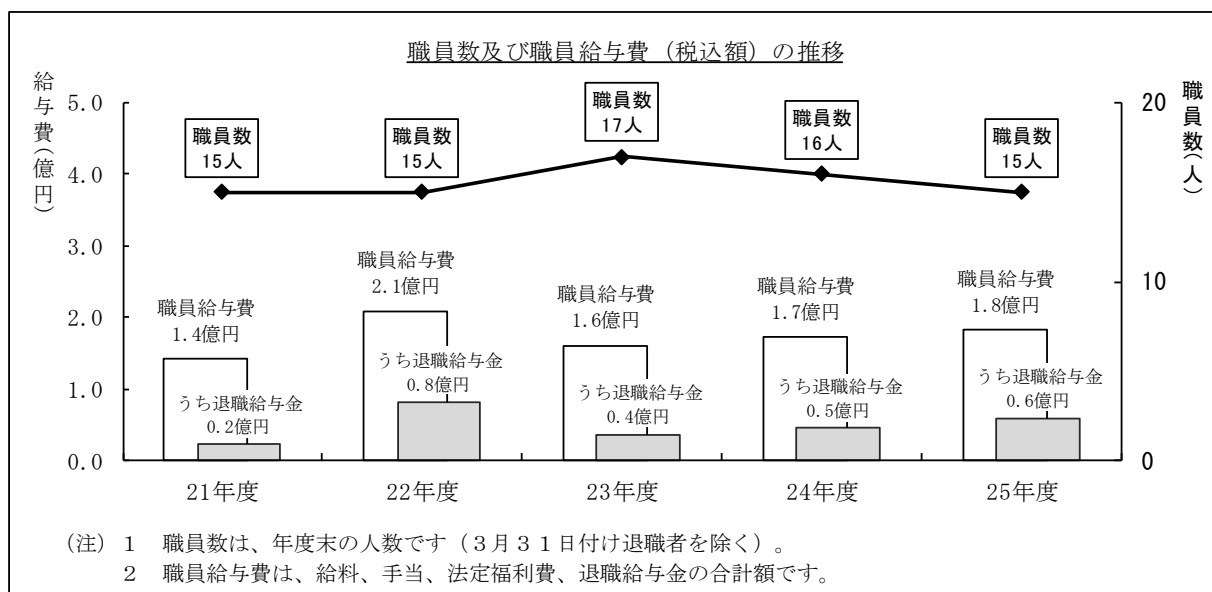 職員数及び職員給与費（税込額）の推移
給与費(億円)
職員数(人)
5.0
4.0
3.0
2.0
1.0
0.0
20
10
0
職員数
15人
職員数
15人
職員数
17人
職員数
16人
職員数
15人
職員給与費
1.4億円
職員給与費
2.1億円
職員給与費
1.6億円
職員給与費
1.7億円
職員給与費
1.8億円
うち退職給与金
0.2億円
うち退職給与金
0.8億円
うち退職給与金
0.4億円
うち退職給与金
0.5億円
うち退職給与金
0.6億円
21年度
22年度
23年度
24年度
25年度
（注）１　職員数は、年度末の人数です（３月３１日付け退職者を除く）。
２　職員給与費は、給料、手当、法定福利費、退職給与金の合計額です。